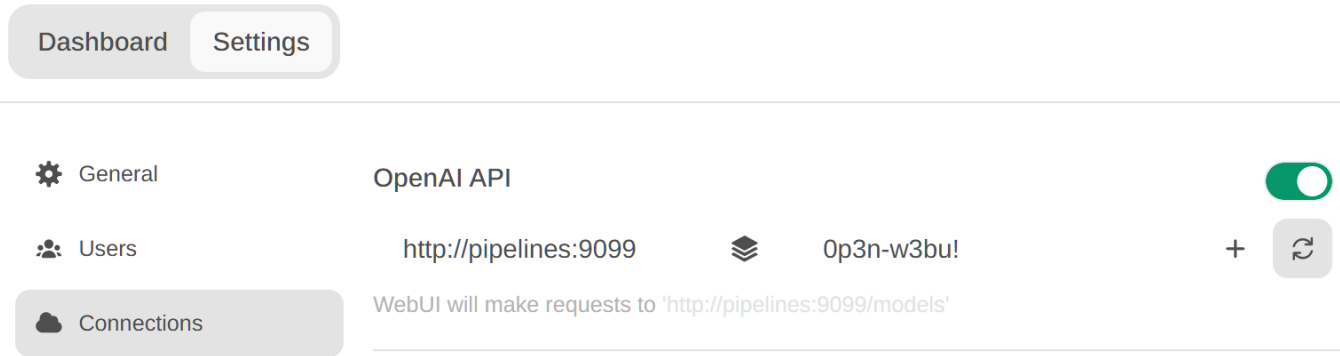 Dashboard Settings
General
Users
Connections
OpenAI API
http://pipelines:9099 0p3n-w3bu!
WebUI will make requests to 'http://pipelines:9099/models'